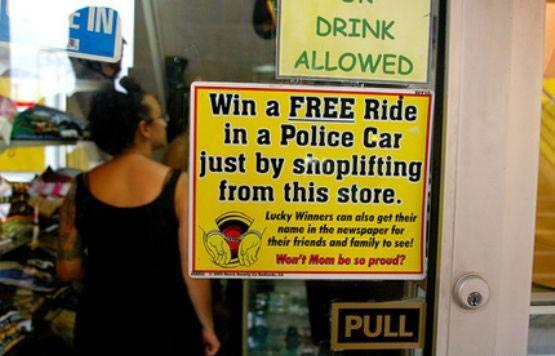 E IN
DRINK
ALLOWED
Win a FREE Ride
in a Police Car
just by shoplifting
from this store.
Lucky Winners can also get their
name in the newspaper for
their friends and family to see!
Won't Mom be so proud?
PULL